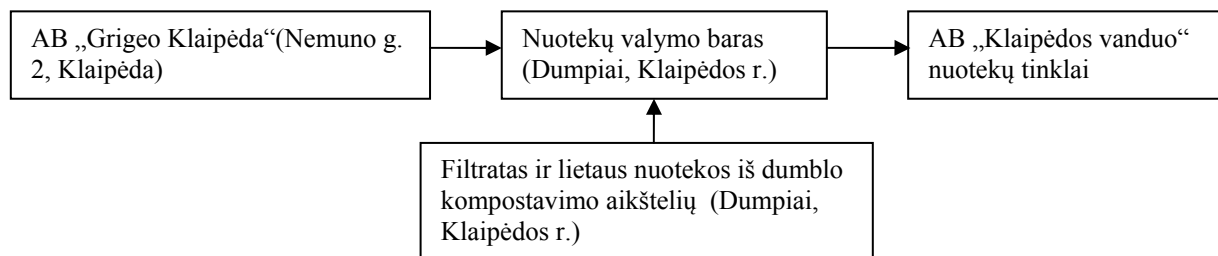 AB „Grigeo Klaipėda“(Nemuno g.
2, Klaipėda)
Nuotekų valymo baras
(Dumpiai, Klaipėdos r.)
AB „Klaipėdos vanduo“
nuotekų tinklai
Filtratas ir lietaus nuotekos iš dumblo
kompostavimo aikštelių (Dumpiai,
Klaipėdos r.)